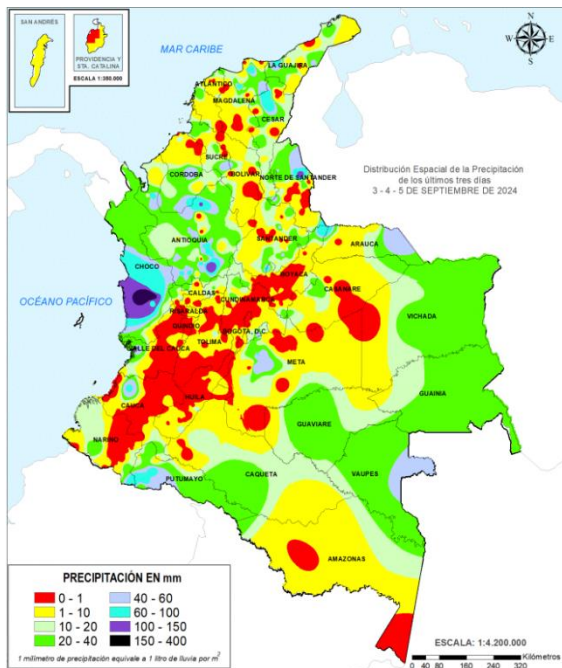 SAN ANDRÉS
PROVIDENCIA Y
STA. CATALINA
ESCALA 1:380.000
MAR CARIBE
N
W
E
S
LA GUAJIRA
ATLÁNTICO
MAGDALENA
CESAR
SUCRE
CORDOBA
BOLIVAR
NORTE DE SANTANDER
Distribución Espacial de la Precipitación
de los últimos tres días
3 - 4 - 5 DE SEPTIEMBRE DE 2024
ANTIOQUIA
SANTANDER
ARAUCA
CHOCO
BOYACA
CASANARE
OCÉANO PACÍFICO
CALDAS
CUNDINAMARCA
RISARALDA
VICHADA
QUINDIO
BOGOTA, D.C.
VALLE DEL CAUCA
TOLIMA
META
GUAINIA
CAUCA
HUILA
GUAVIARE
NARIÑO
CAQUETA
VAUPES
PUTUMAYO
AMAZONAS
PRECIPITACIÓN EN mm
0 - 1
40 - 60
1 - 10
60 - 100
10 - 20
100 - 150
20 - 40
150 - 400
1 milímetro de precipitación equivale a 1 litro de lluvia por m²
ESCALA: 1:4.200.000
Kilómetros
0 40 80 160 240 320